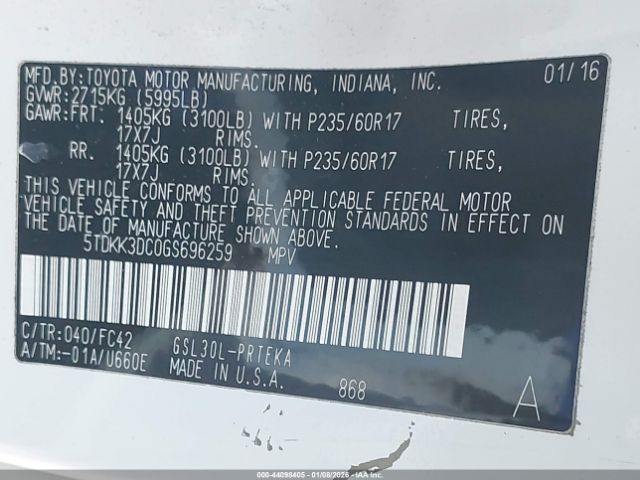 MFD.BY:TOYOTA MOTOR MANUFACTURING, INDIANA, INC. 01/16
GVWR:2715KG (5995LB)
GAWR:FRT. 1405KG (3100LB) WITH P235/60R17 TIRES,
17X7J RIMS.
RR. 1405KG (3100LB) WITH P235/60R17 TIRES,
17X7J RIMS.
THIS VEHICLE CONFORMS TO ALL APPLICABLE FEDERAL MOTOR
VEHICLE SAFETY AND THEFT PREVENTION STANDARDS IN EFFECT ON
THE DATE OF MANUFACTURE SHOWN ABOVE.
5TDKK3DC0GS696259 MPV
C/TR:040/FC42 GSL30L-PRTEKA
A/TM:-01A/U660E MADE IN U.S.A. 868 A
000-44098405 | 01/08/2026 - IAA Inc.